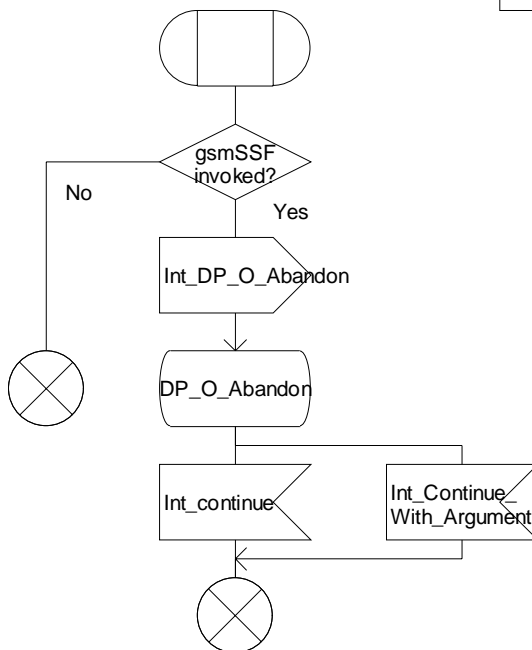 gsmSSF
invoked?
No
Yes
Int_DP_O_Abandon
DP_O_Abandon
Int_continue
Int_Continue_
With_Argument